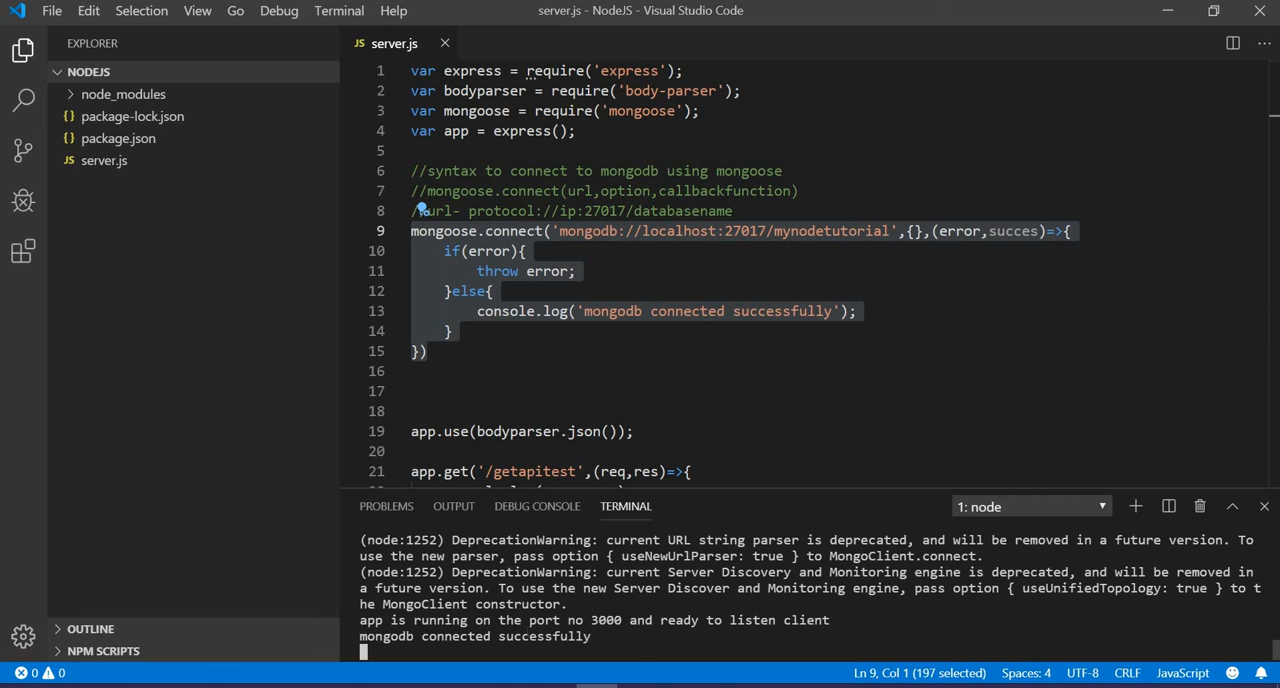 File Edit Selection View Go Debug Terminal Help server.js - NodeJS - Visual Studio Code
EXPLORER
NODEJS
node_modules
{} package-lock.json
{} package.json
JS server.js
OUTLINE
NPM SCRIPTS
JS server.js
1 var express = require('express');
2 var bodyparser = require('body-parser');
3 var mongoose = require('mongoose');
4 var app = express();
5
6 //syntax to connect to mongodb using mongoose
7 //mongoose.connect(url,option,callbackfunction)
8 //url- protocol://ip:27017/databasename
9 mongoose.connect('mongodb://localhost:27017/mynodetutorial',{},(error,succes)=>{
10 if(error){
11 throw error;
12 }else{
13 console.log('mongodb connected successfully');
14 }
15 })
16
17
18
19 app.use(bodyparser.json());
20
21 app.get('/getapitest',(req,res)=>{
PROBLEMS OUTPUT DEBUG CONSOLE TERMINAL 1: node
(node:1252) DeprecationWarning: current URL string parser is deprecated, and will be removed in a future version. To
use the new parser, pass option { useNewUrlParser: true } to MongoClient.connect.
(node:1252) DeprecationWarning: current Server Discovery and Monitoring engine is deprecated, and will be removed in
a future version. To use the new Server Discover and Monitoring engine, pass option { useUnifiedTopology: true } to t
he MongoClient constructor.
app is running on the port no 3000 and ready to listen client
mongodb connected successfully
0 0 Ln 9, Col 1 (197 selected) Spaces: 4 UTF-8 CRLF JavaScript